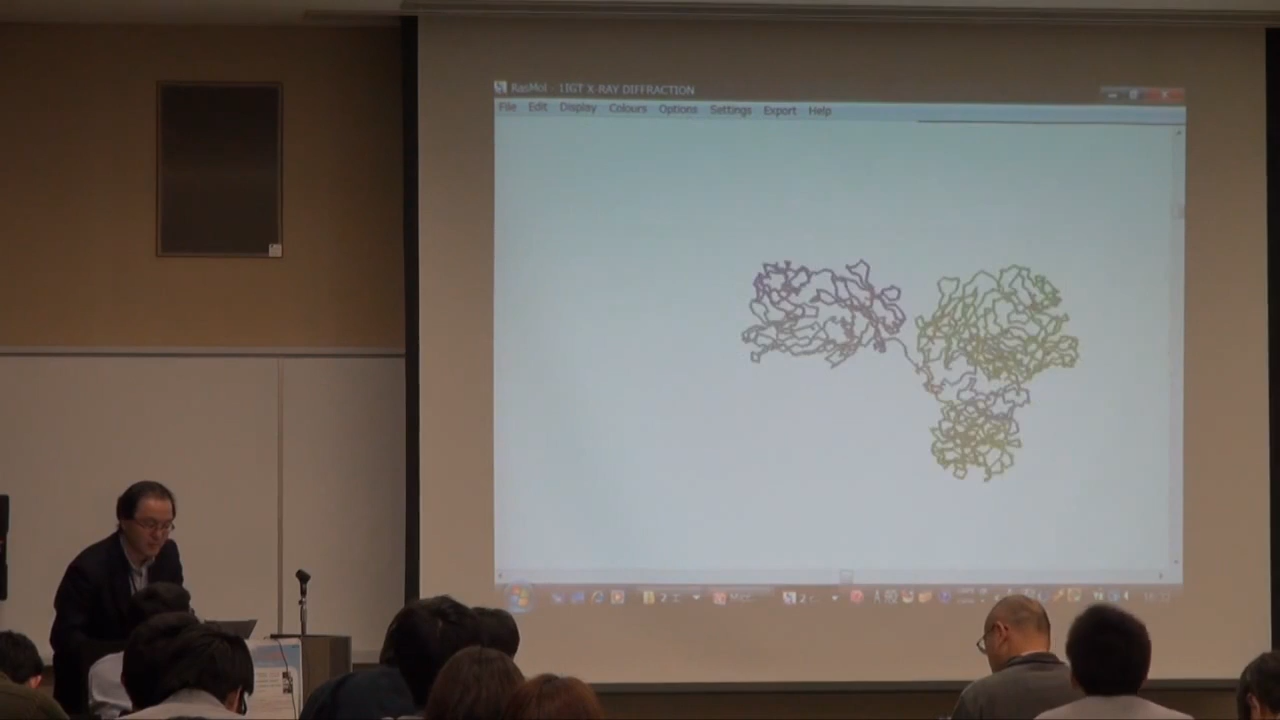 RasMol - 1IGT X-RAY DIFFRACTION
File Edit Display Colours Options Settings Export Help